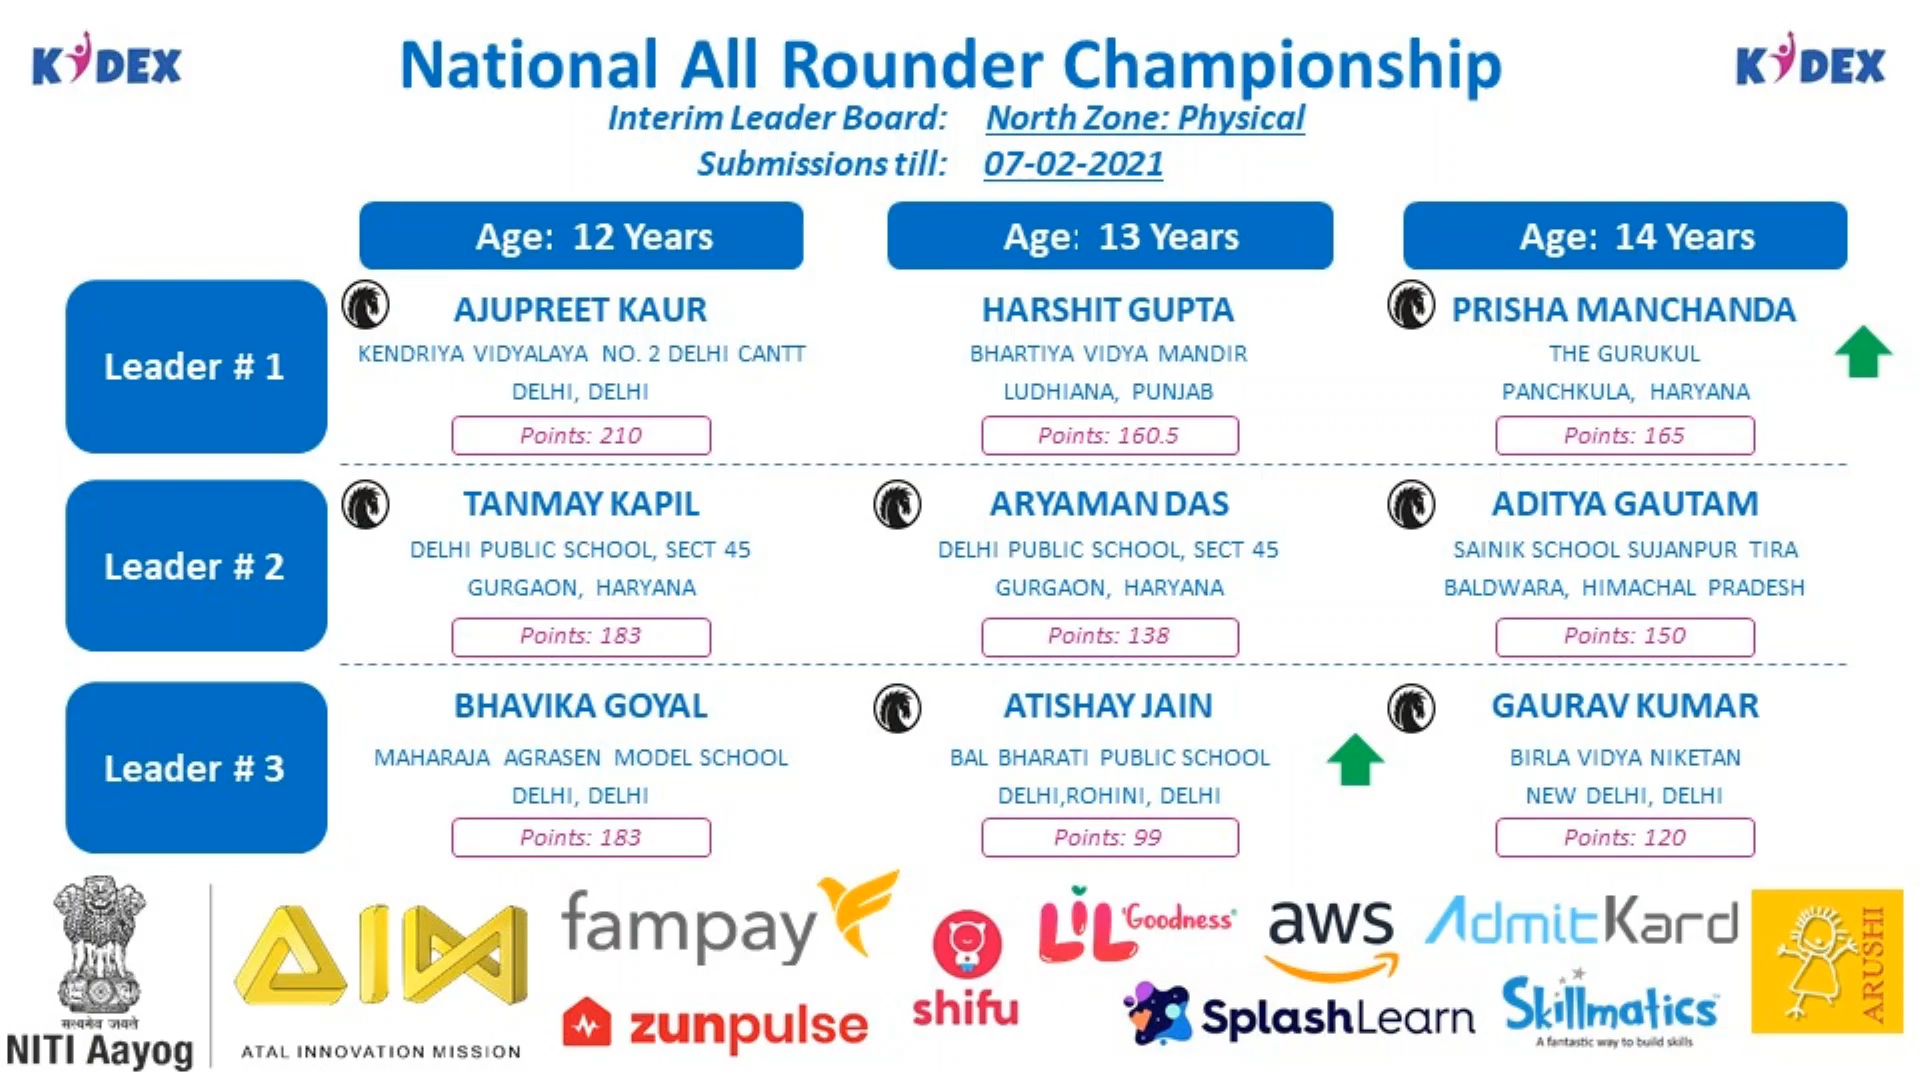 KIDEX
National All Rounder Championship
KIDEX
Interim Leader Board: North Zone: Physical
Submissions till: 07-02-2021
Age: 12 Years
Age: 13 Years
Age: 14 Years
Leader # 1
AJUPREET KAUR
KENDRIYA VIDYALAYA NO. 2 DELHI CANTT
DELHI, DELHI
Points: 210
HARSHIT GUPTA
BHARTIYA VIDYA MANDIR
LUDHIANA, PUNJAB
Points: 160.5
PRISHA MANCHANDA
THE GURUKUL
PANCHKULA, HARYANA
Points: 165
Leader # 2
TANMAY KAPIL
DELHI PUBLIC SCHOOL, SECT 45
GURGAON, HARYANA
Points: 183
ARYAMAN DAS
DELHI PUBLIC SCHOOL, SECT 45
GURGAON, HARYANA
Points: 138
ADITYA GAUTAM
SAINIK SCHOOL SUJANPUR TIRA
BALDWARA, HIMACHAL PRADESH
Points: 150
Leader # 3
BHAVIKA GOYAL
MAHARAJA AGRASEN MODEL SCHOOL
DELHI, DELHI
Points: 183
ATISHAY JAIN
BAL BHARATI PUBLIC SCHOOL
DELHI,ROHINI, DELHI
Points: 99
GAURAV KUMAR
BIRLA VIDYA NIKETAN
NEW DELHI, DELHI
Points: 120
सत्यमेव जयते
NITI Aayog
AIM
ATAL INNOVATION MISSION
fampay
zunpulse
shifu
LiL 'Goodness'
aws
AdmitKard
SplashLearn
Skillmatics
A fantastic way to build skills
ARUSHI